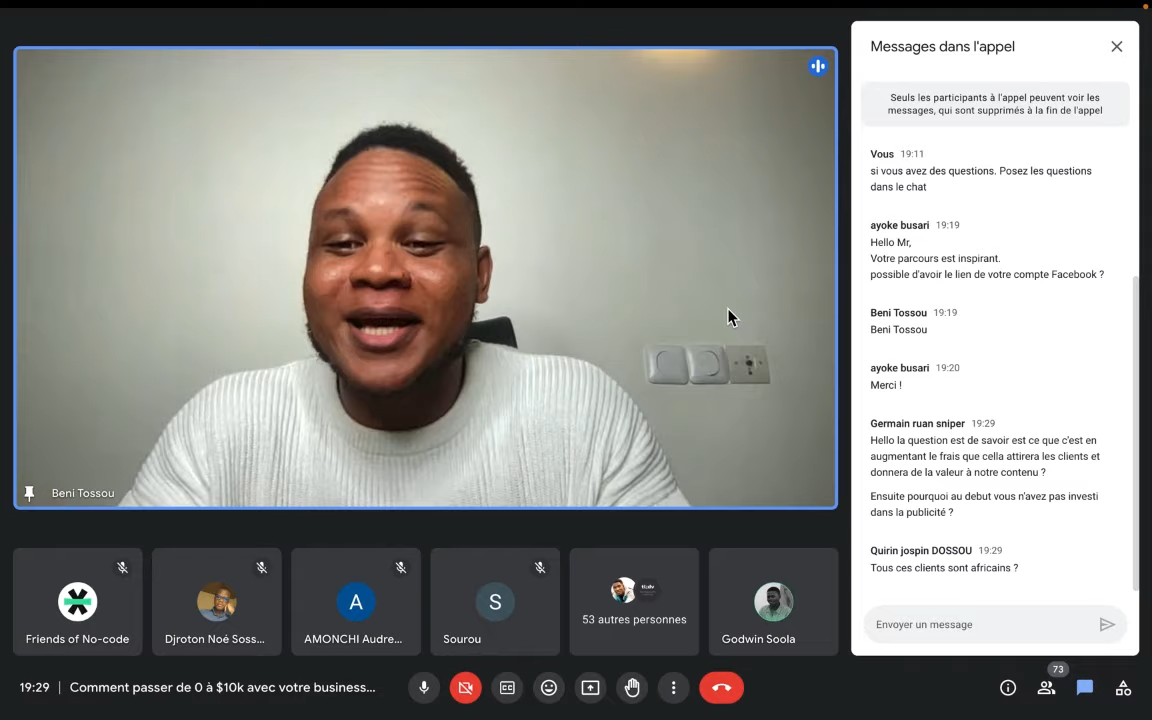 Messages dans l'appel
Seuls les participants à l'appel peuvent voir les
messages, qui sont supprimés à la fin de l'appel
Vous 19:11
si vous avez des questions. Posez les questions
dans le chat
ayoke busari 19:19
Hello Mr,
Votre parcours est inspirant.
possible d'avoir le lien de votre compte Facebook ?
Beni Tossou 19:19
Beni Tossou
ayoke busari 19:20
Merci !
Germain ruan sniper 19:29
Hello la question est de savoir est ce que c'est en
augmentant le frais que cella attirera les clients et
donnera de la valeur à notre contenu ?
Ensuite pourquoi au debut vous n'avez pas investi
dans la publicité ?
Quirin jospin DOSSOU 19:29
Tous ces clients sont africains ?
Envoyer un message
Beni Tossou
Friends of No-code
Djroton Noé Soss...
A
AMONCHI Audre...
S
Sourou
53 autres personnes
Godwin Soola
19:29 | Comment passer de 0 à $10k avec votre business...
73